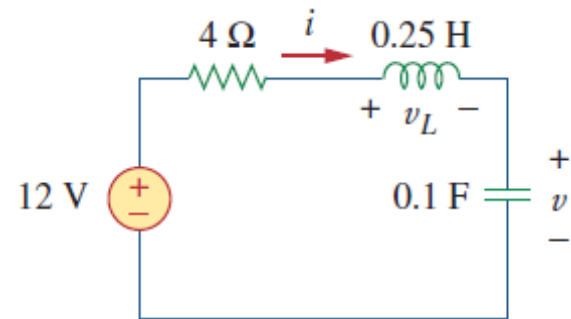 4 Ω i 0.25 H
+ v_L −
12 V + −
0.1 F + v −